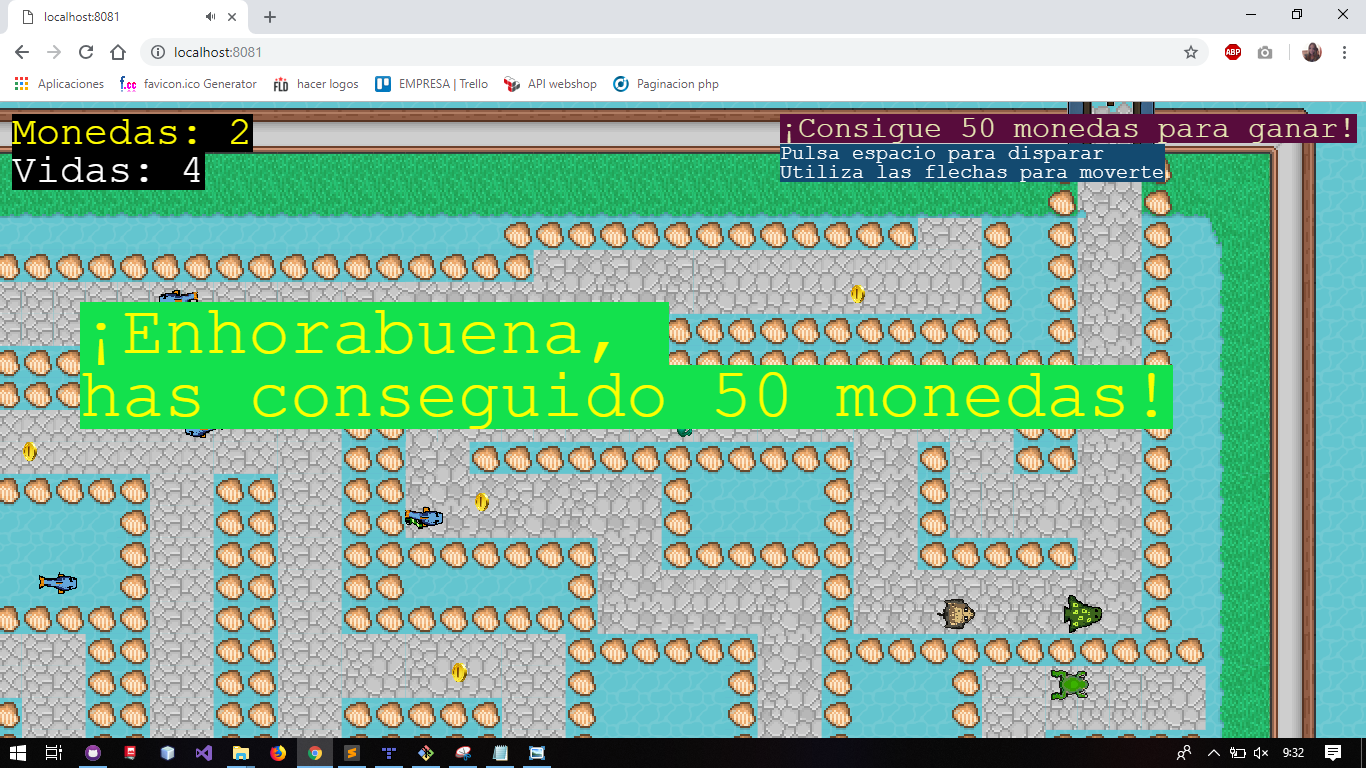 localhost:8081
localhost:8081
ABP
Aplicaciones
f.cc favicon.ico Generator
FLD hacer logos
EMPRESA | Trello
API webshop
Paginacion php
Monedas: 2
Vidas: 4
¡Consigue 50 monedas para ganar!
Pulsa espacio para disparar
Utiliza las flechas para moverte
¡Enhorabuena,
has conseguido 50 monedas!
9:32